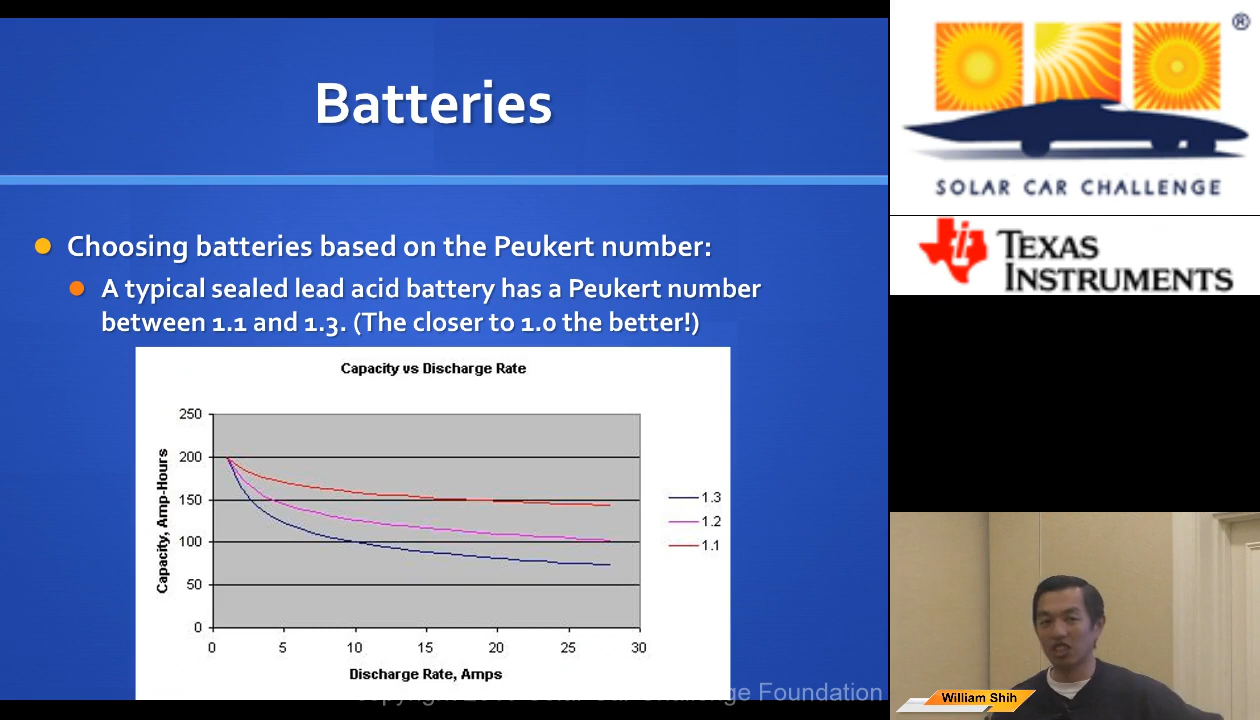 Batteries
Choosing batteries based on the Peukert number:
A typical sealed lead acid battery has a Peukert number
between 1.1 and 1.3. (The closer to 1.0 the better!)
Capacity vs Discharge Rate
Capacity, Amp-Hours
250
200
150
100
50
0
0 5 10 15 20 25 30
Discharge Rate, Amps
1.3
1.2
1.1
Foundation
®
SOLAR CAR CHALLENGE
TEXAS
INSTRUMENTS
William Shih